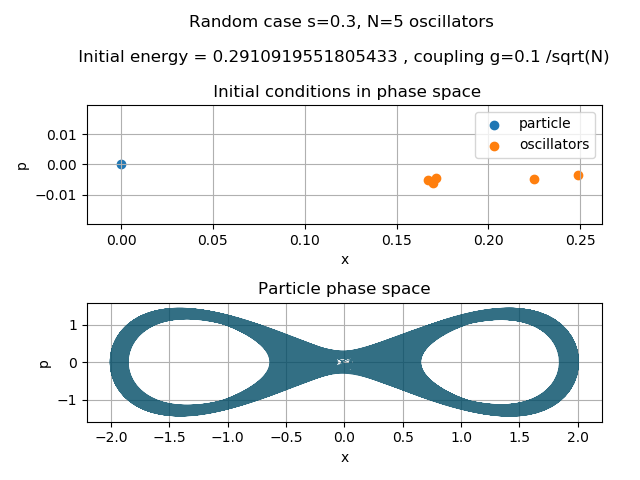 Random case s=0.3, N=5 oscillators
Initial energy = 0.2910919551805433 , coupling g=0.1 /sqrt(N)
Initial conditions in phase space
particle
oscillators
0.01
0.00
−0.01
p
0.00 0.05 0.10 0.15 0.20 0.25
x
Particle phase space
1
0
−1
p
−2.0 −1.5 −1.0 −0.5 0.0 0.5 1.0 1.5 2.0
x